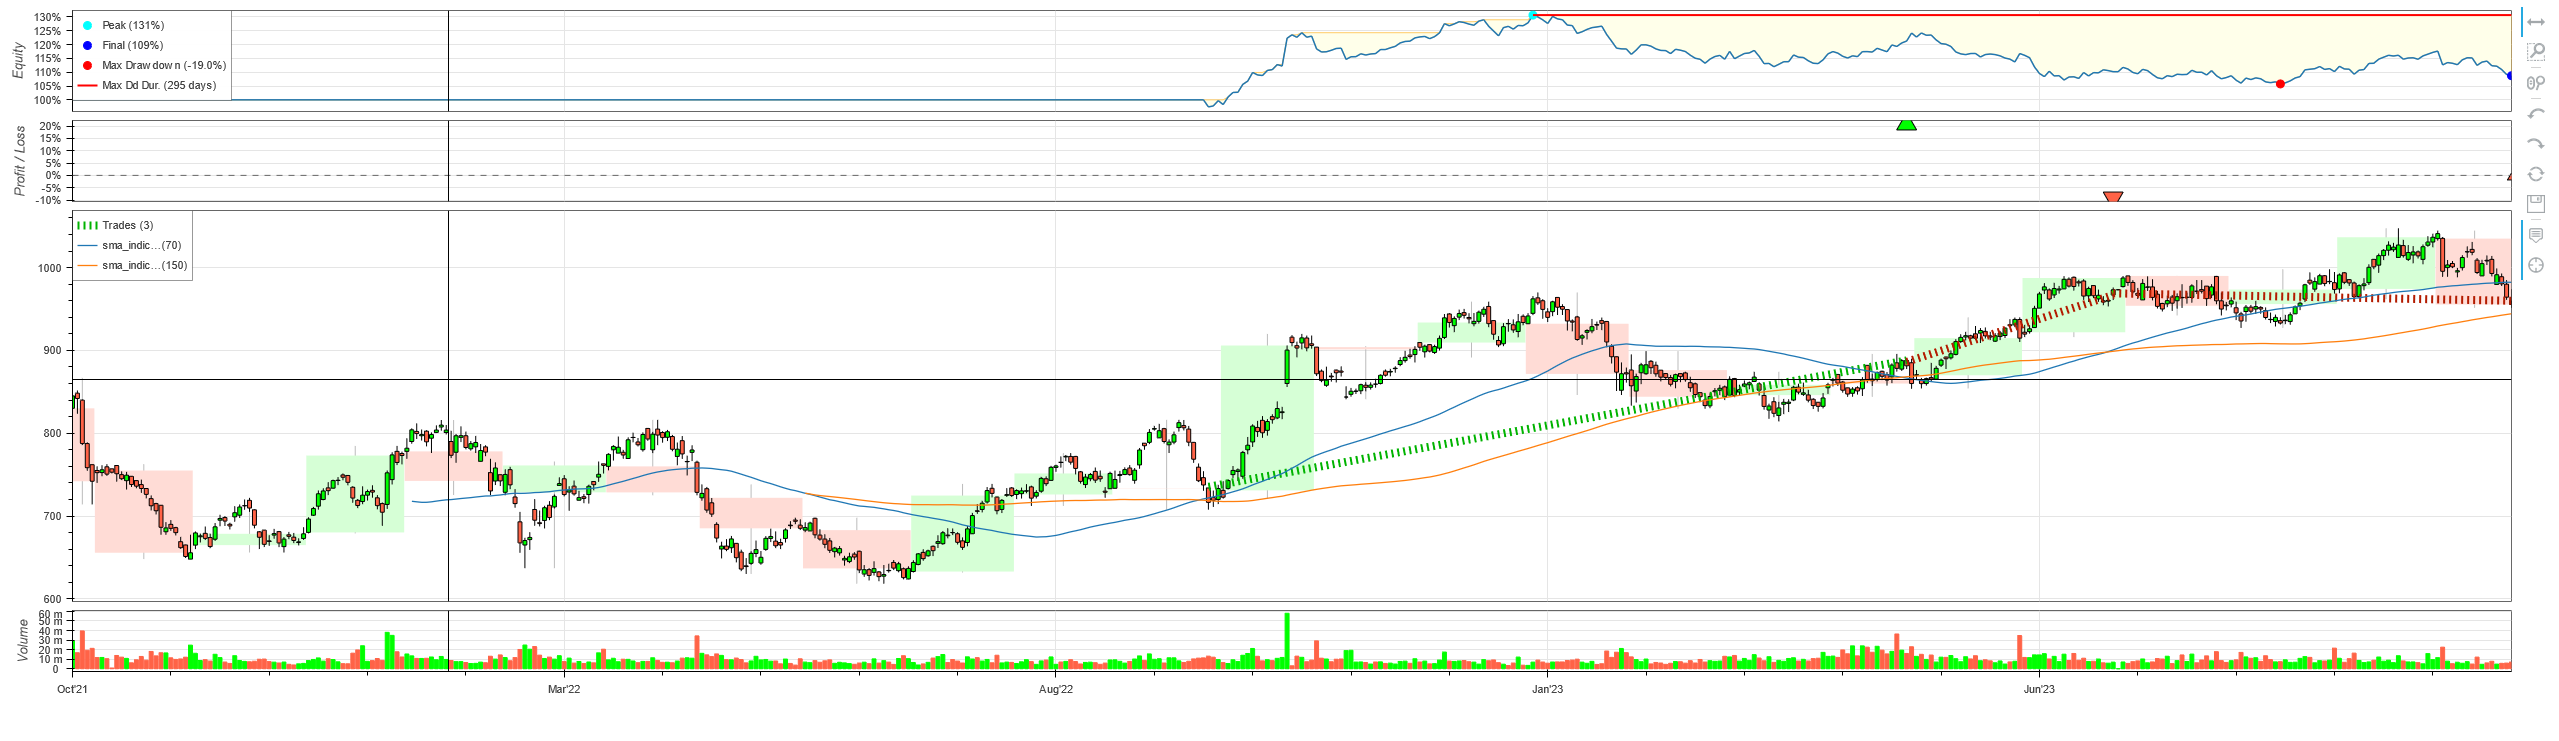 Equity
130%
125%
120%
115%
110%
105%
100%
Peak (131%)
Final (109%)
Max Drawdown (-19.0%)
Max Dd Dur. (295 days)
Profit / Loss
20%
15%
10%
5%
0%
-5%
-10%
Trades (3)
sma_indic…(70)
sma_indic…(150)
1000
900
800
700
600
Volume
60 m
50 m
40 m
30 m
20 m
10 m
0
Oct'21
Mar'22
Aug'22
Jan'23
Jun'23